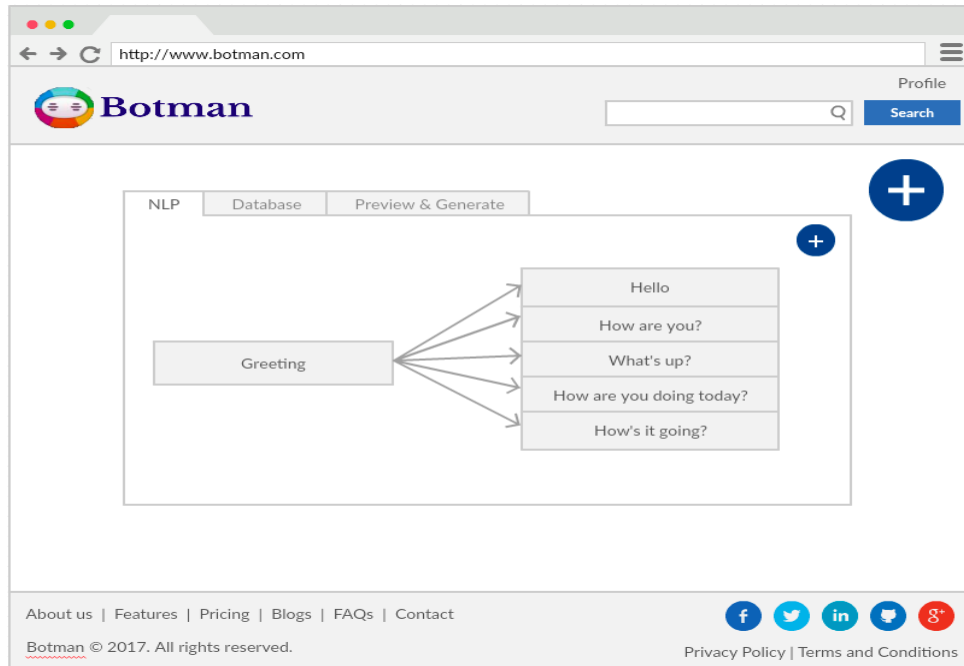 http://www.botman.com
Profile
Botman
Search
NLP
Database
Preview & Generate
Hello
How are you?
Greeting
What's up?
How are you doing today?
How's it going?
About us | Features | Pricing | Blogs | FAQs | Contact
f in g+
Botman © 2017. All rights reserved.
Privacy Policy | Terms and Conditions